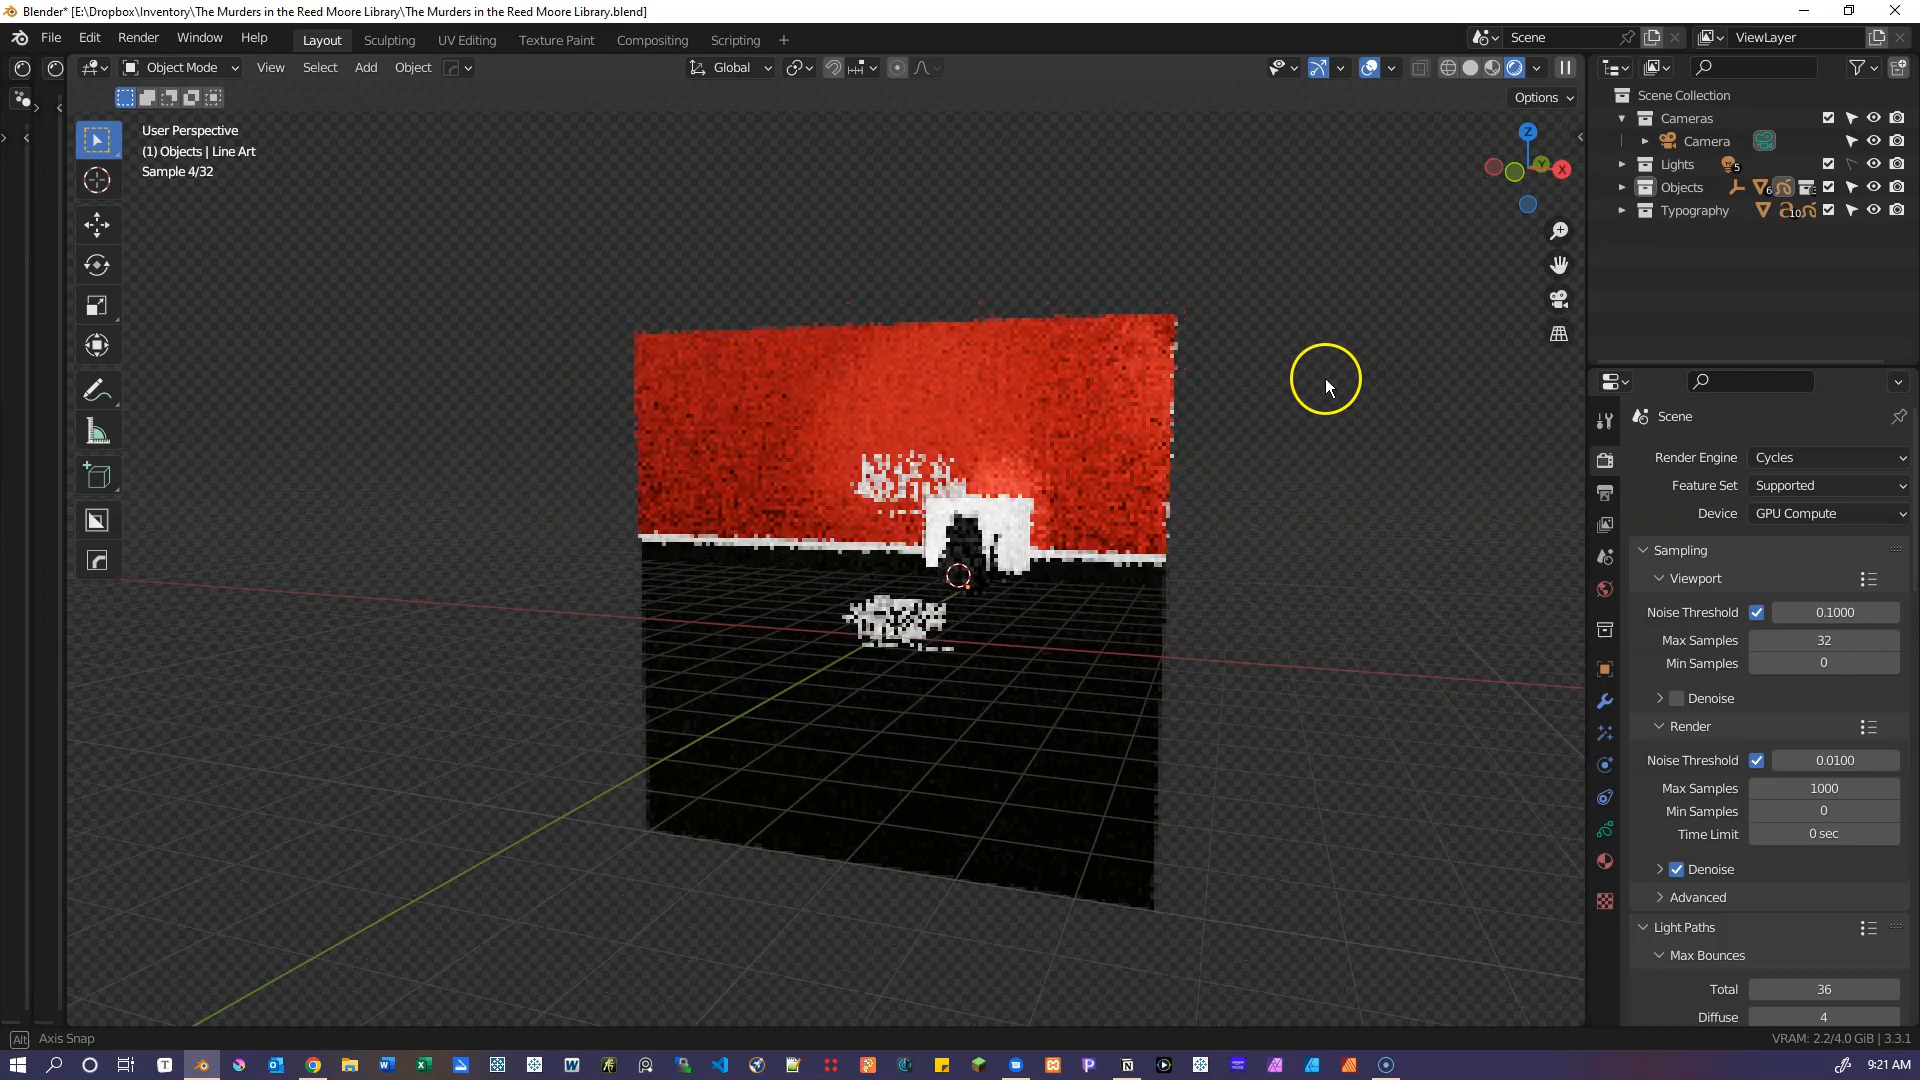 Blender* [E:\Dropbox\Inventory\The Murders in the Reed Moore Library\The Murders in the Reed Moore Library.blend]
File Edit Render Window Help Layout Sculpting UV Editing Texture Paint Compositing Scripting Scene ViewLayer
Object Mode View Select Add Object Global
Options
User Perspective
(1) Objects | Line Art
Sample 4/32
Z
Y
X
Scene Collection
Cameras
Camera
Lights 5
Objects 6
Typography 10
Scene
Render Engine Cycles
Feature Set Supported
Device GPU Compute
Sampling
Viewport
Noise Threshold 0.1000
Max Samples 32
Min Samples 0
Denoise
Render
Noise Threshold 0.0100
Max Samples 1000
Min Samples 0
Time Limit 0 sec
Denoise
Advanced
Light Paths
Max Bounces
Total 36
Diffuse 4
Alt Axis Snap
VRAM: 2.2/4.0 GiB | 3.3.1
9:21 AM